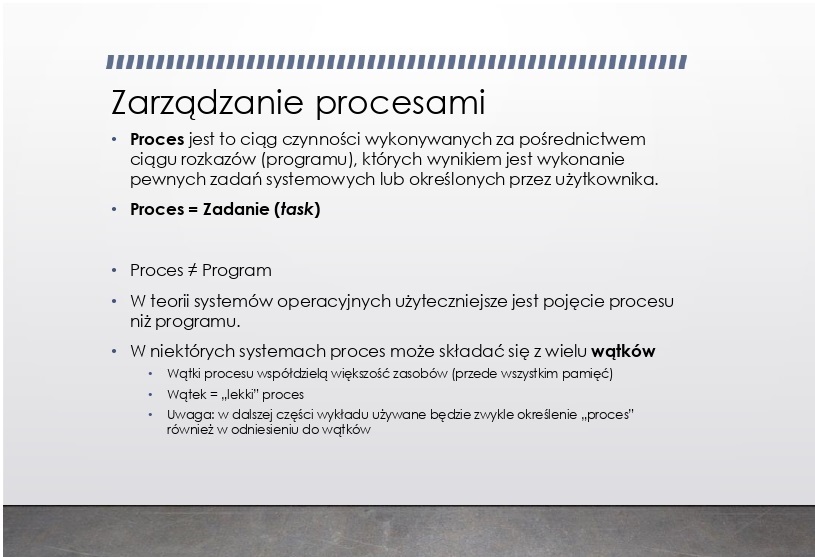 Zarządzanie procesami
• Proces jest to ciąg czynności wykonywanych za pośrednictwem
ciągu rozkazów (programu), których wynikiem jest wykonanie
pewnych zadań systemowych lub określonych przez użytkownika.
• Proces = Zadanie (task)
• Proces ≠ Program
• W teorii systemów operacyjnych użyteczniejsze jest pojęcie procesu
niż programu.
• W niektórych systemach proces może składać się z wielu wątków
• Wątki procesu współdzielą większość zasobów (przede wszystkim pamięć)
• Wątek = „lekki” proces
• Uwaga: w dalszej części wykładu używane będzie zwykle określenie „proces”
również w odniesieniu do wątków